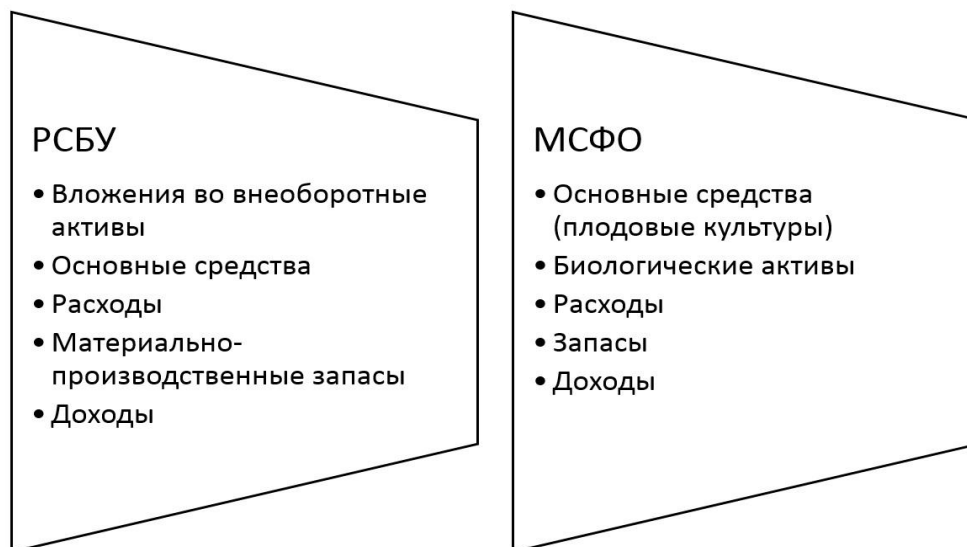 РСБУ
• Вложения во внеоборотные
активы
• Основные средства
• Расходы
• Материально-
производственные запасы
• Доходы
МСФО
• Основные средства
(плодовые культуры)
• Биологические активы
• Расходы
• Запасы
• Доходы